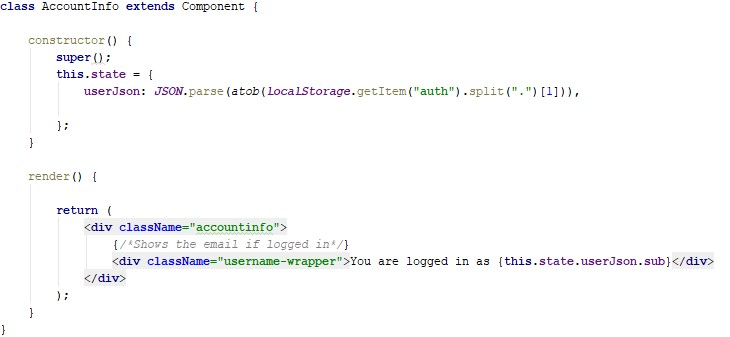 class AccountInfo extends Component {
constructor() {
super();
this.state = {
userJson: JSON.parse(atob(localStorage.getItem("auth").split(".")[1])),
};
}
render() {
return (
<div className="accountinfo">
{/*Shows the email if logged in*/}
<div className="username-wrapper">You are logged in as {this.state.userJson.sub}</div>
</div>
);
}
}